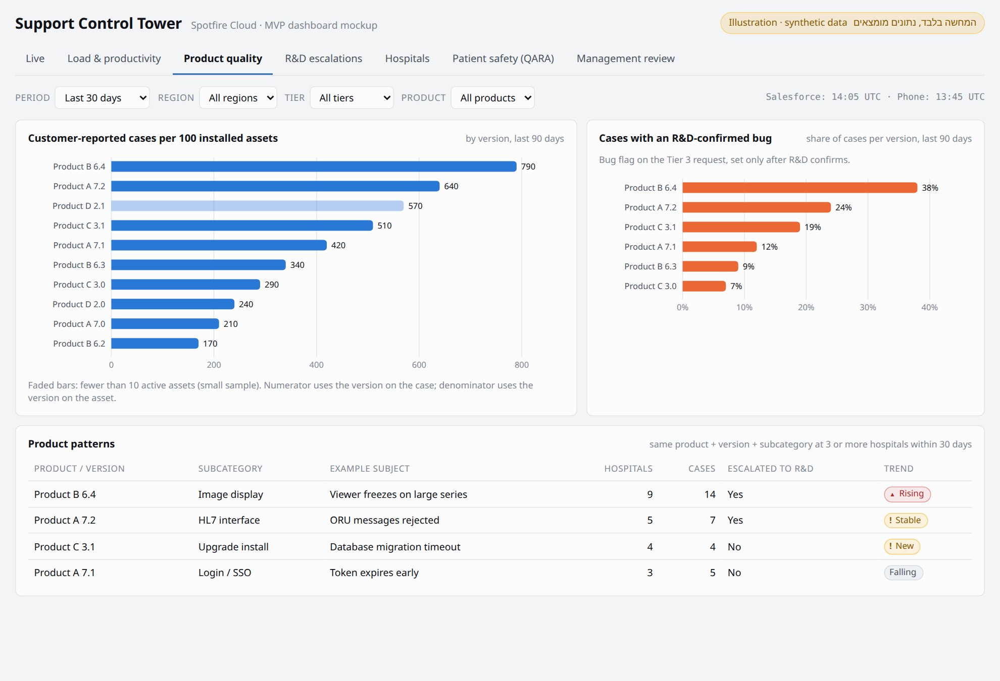 Support Control Tower Spotfire Cloud · MVP dashboard mockup
Illustration · synthetic data המחשה בלבד, נתונים מומצאים
Live Load & productivity Product quality R&D escalations Hospitals Patient safety (QARA) Management review
PERIOD Last 30 days REGION All regions TIER All tiers PRODUCT All products
Salesforce: 14:05 UTC · Phone: 13:45 UTC
Customer-reported cases per 100 installed assets by version, last 90 days
Product B 6.4 790
Product A 7.2 640
Product D 2.1 570
Product C 3.1 510
Product A 7.1 420
Product B 6.3 340
Product C 3.0 290
Product D 2.0 240
Product A 7.0 210
Product B 6.2 170
0 200 400 600 800
Faded bars: fewer than 10 active assets (small sample). Numerator uses the version on the case; denominator uses the
version on the asset.
Cases with an R&D-confirmed bug share of cases per version, last 90 days
Bug flag on the Tier 3 request, set only after R&D confirms.
Product B 6.4 38%
Product A 7.2 24%
Product C 3.1 19%
Product A 7.1 12%
Product B 6.3 9%
Product C 3.0 7%
0% 10% 20% 30% 40%
Product patterns same product + version + subcategory at 3 or more hospitals within 30 days
PRODUCT / VERSION SUBCATEGORY EXAMPLE SUBJECT HOSPITALS CASES ESCALATED TO R&D TREND
Product B 6.4 Image display Viewer freezes on large series 9 14 Yes ▲ Rising
Product A 7.2 HL7 interface ORU messages rejected 5 7 Yes ! Stable
Product C 3.1 Upgrade install Database migration timeout 4 4 No ! New
Product A 7.1 Login / SSO Token expires early 3 5 No Falling